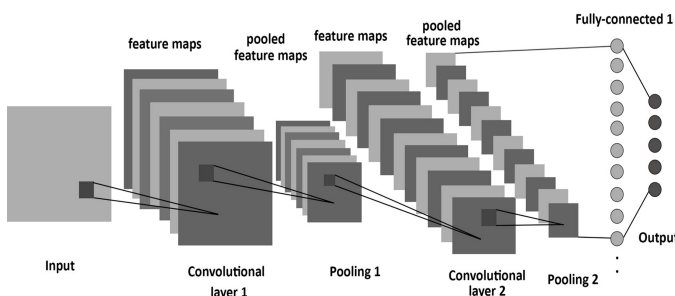 Fully-connected 1
pooled
feature maps
feature maps
pooled
feature maps
feature maps
Output
Input
Convolutional
layer 1
Pooling 1
Convolutional
layer 2
Pooling 2